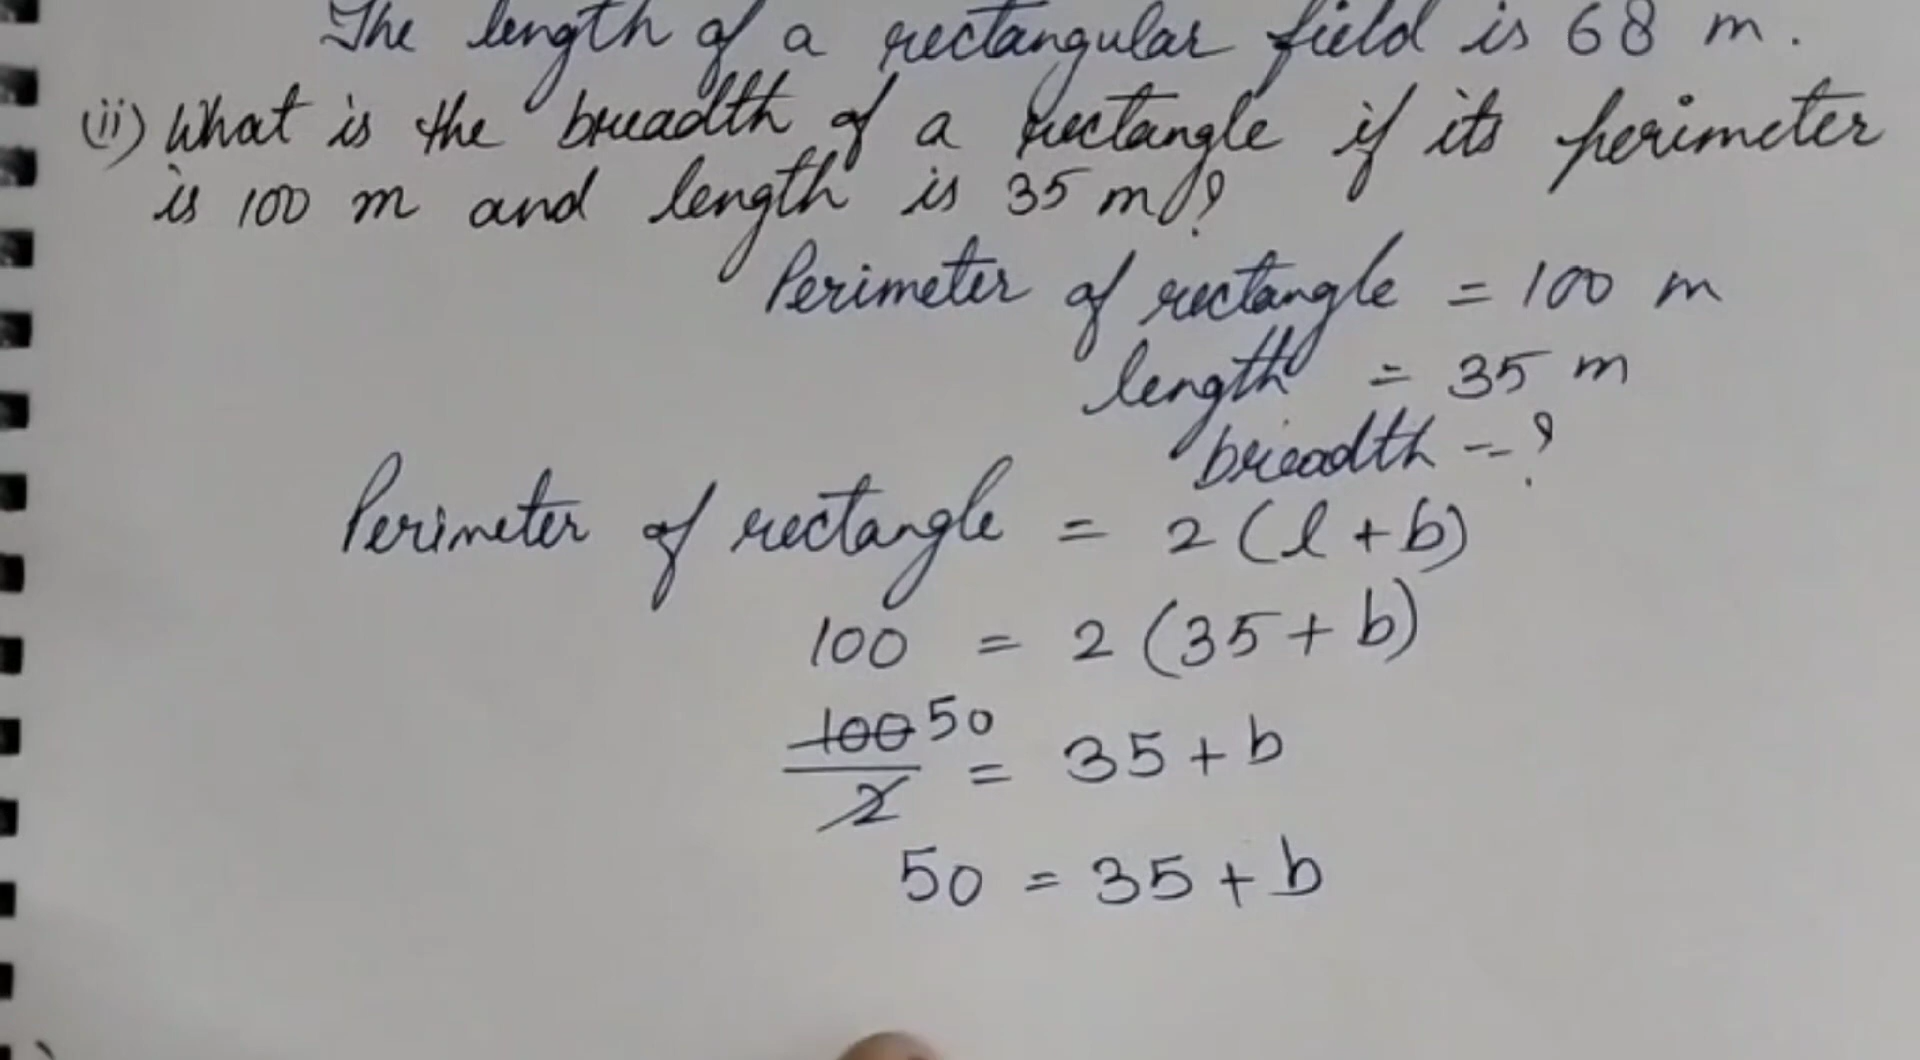 The length of a rectangular field is 68 m.
(ii) What is the breadth of a rectangle if its perimeter
is 100 m and length is 35 m?
Perimeter of rectangle = 100 m
length = 35 m
breadth = ?
Perimeter of rectangle = 2 (l + b)
100 = 2 (35 + b)
100 50
/2 = 35 + b
50 = 35 + b